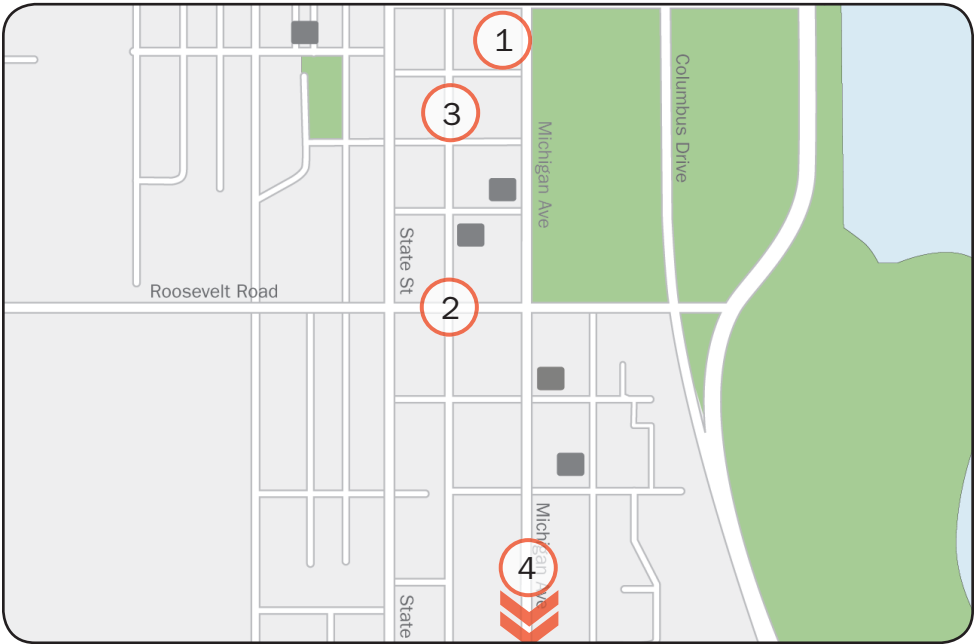 1
Columbus Drive
3
Michigan Ave
State St
Roosevelt Road
2
Michigan Ave
4
State